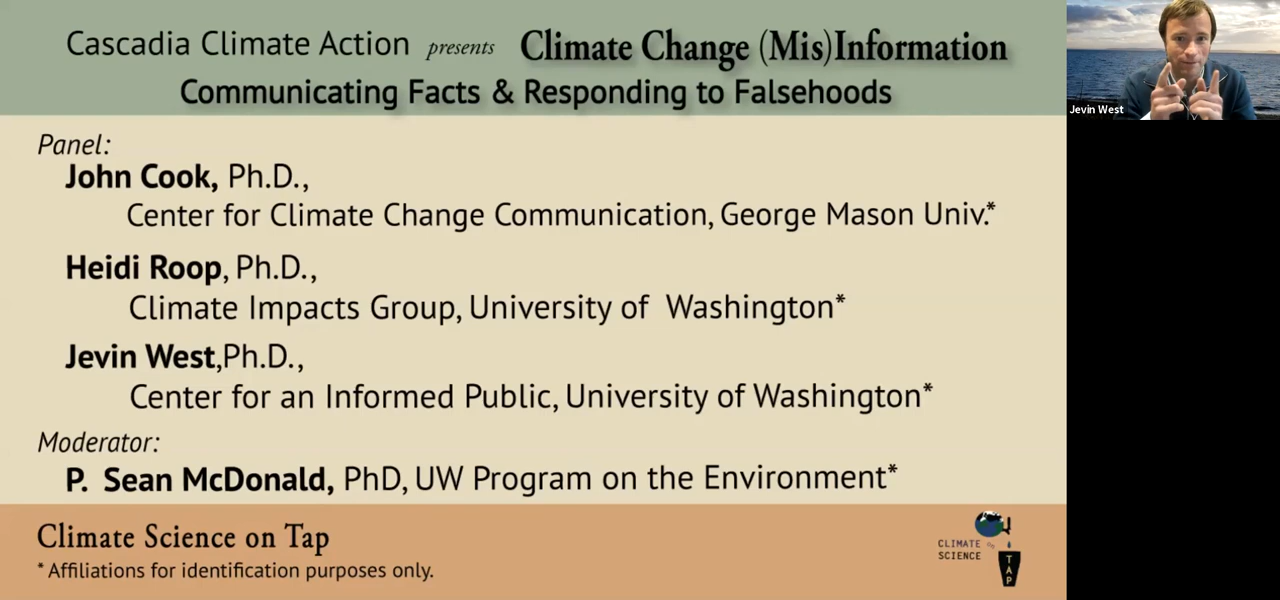 Cascadia Climate Action presents Climate Change (Mis)Information
Communicating Facts & Responding to Falsehoods
Panel:
John Cook, Ph.D.,
Center for Climate Change Communication, George Mason Univ.*
Heidi Roop, Ph.D.,
Climate Impacts Group, University of Washington*
Jevin West,Ph.D.,
Center for an Informed Public, University of Washington*
Moderator:
P. Sean McDonald, PhD, UW Program on the Environment*
Climate Science on Tap
* Affiliations for identification purposes only.
CLIMATE
SCIENCE
TAP
Jevin West